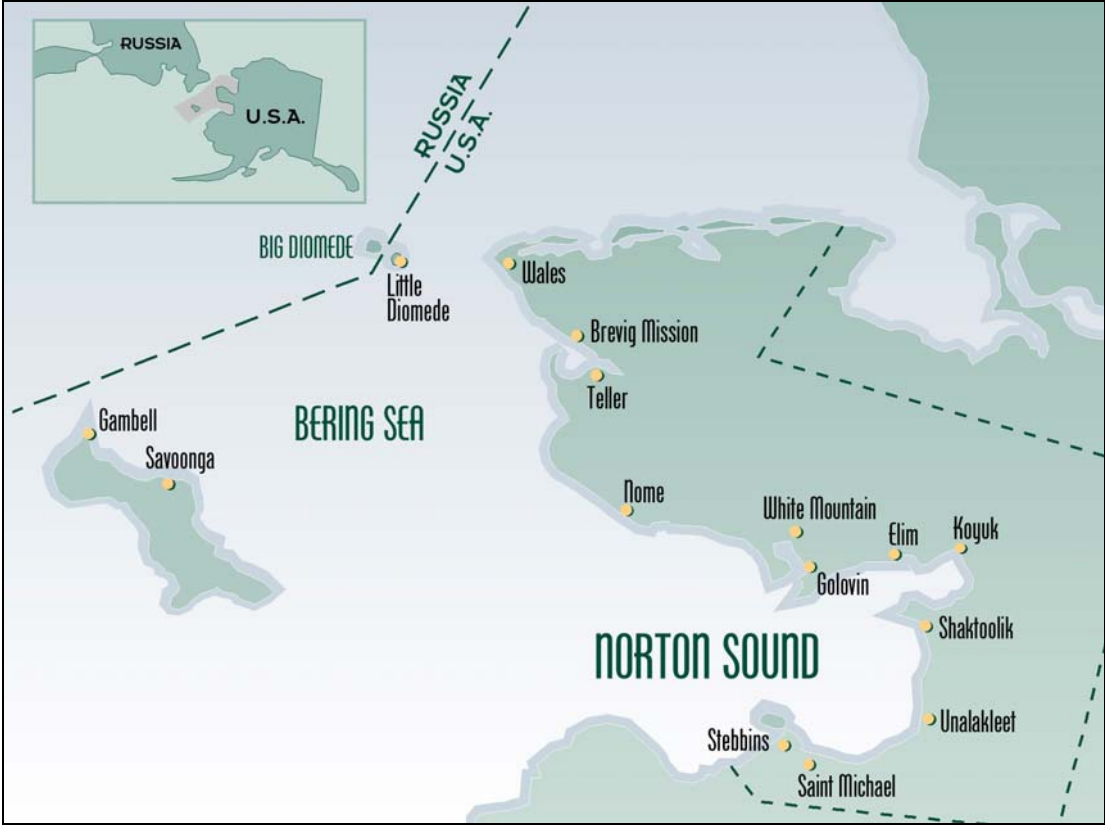 RUSSIA
U.S.A.
RUSSIA
U.S.A.
BIG DIOMEDE
Little
Diomede
Wales
Brevig Mission
Teller
BERING SEA
Gambell
Savoonga
Nome
White Mountain
Elim
Koyuk
Golovin
Shaktoolik
NORTON SOUND
Unalakleet
Stebbins
Saint Michael